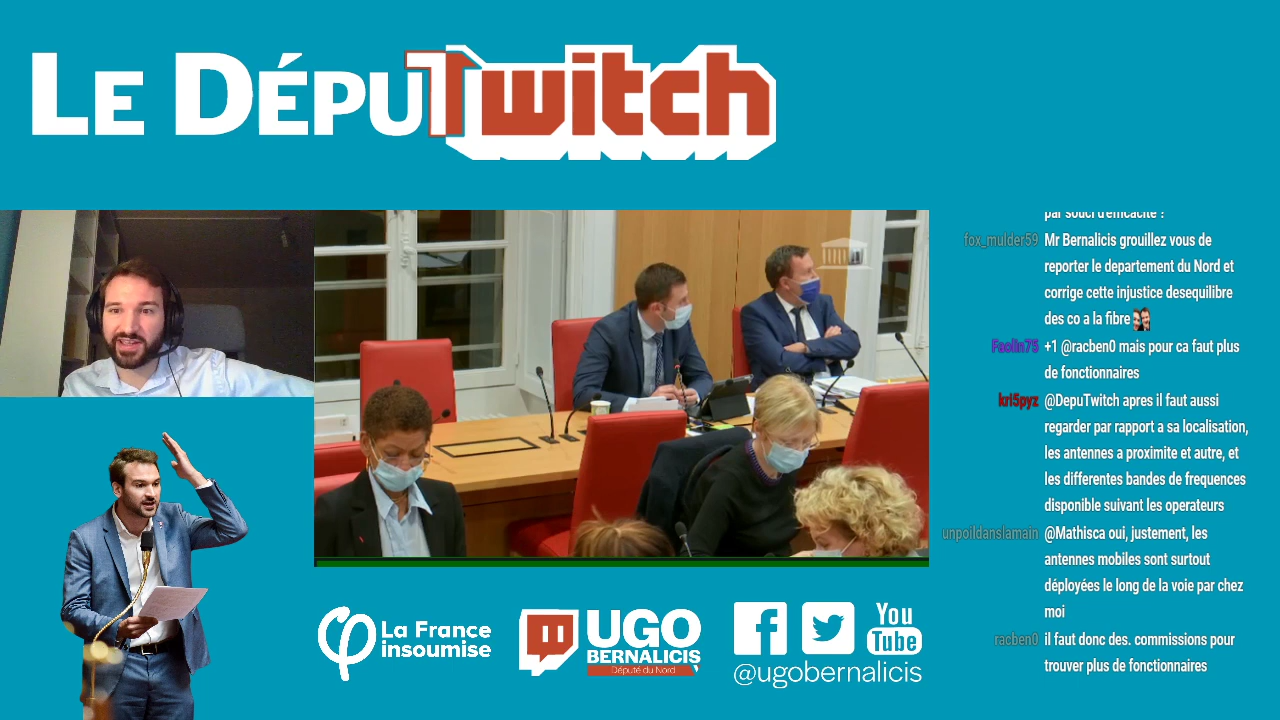 LE DÉPUTwitch
par souci d'efficacité :
fox_mulder59 Mr Bernalicis grouillez vous de
reporter le departement du Nord et
corrige cette injustice desequilibre
des co a la fibre
Faolin75 +1 @racben0 mais pour ca faut plus
de fonctionnaires
kri5pyz @DepuTwitch apres il faut aussi
regarder par rapport a sa localisation,
les antennes a proximite et autre, et
les differentes bandes de frequences
disponible suivant les operateurs
unpoildanslamain @Mathisca oui, justement, les
antennes mobiles sont surtout
déployées le long de la voie par chez
moi
racben0 il faut donc des. commissions pour
trouver plus de fonctionnaires
La France
insoumise
UGO
BERNALICIS
Député du Nord
You
Tube
@ugobernalicis